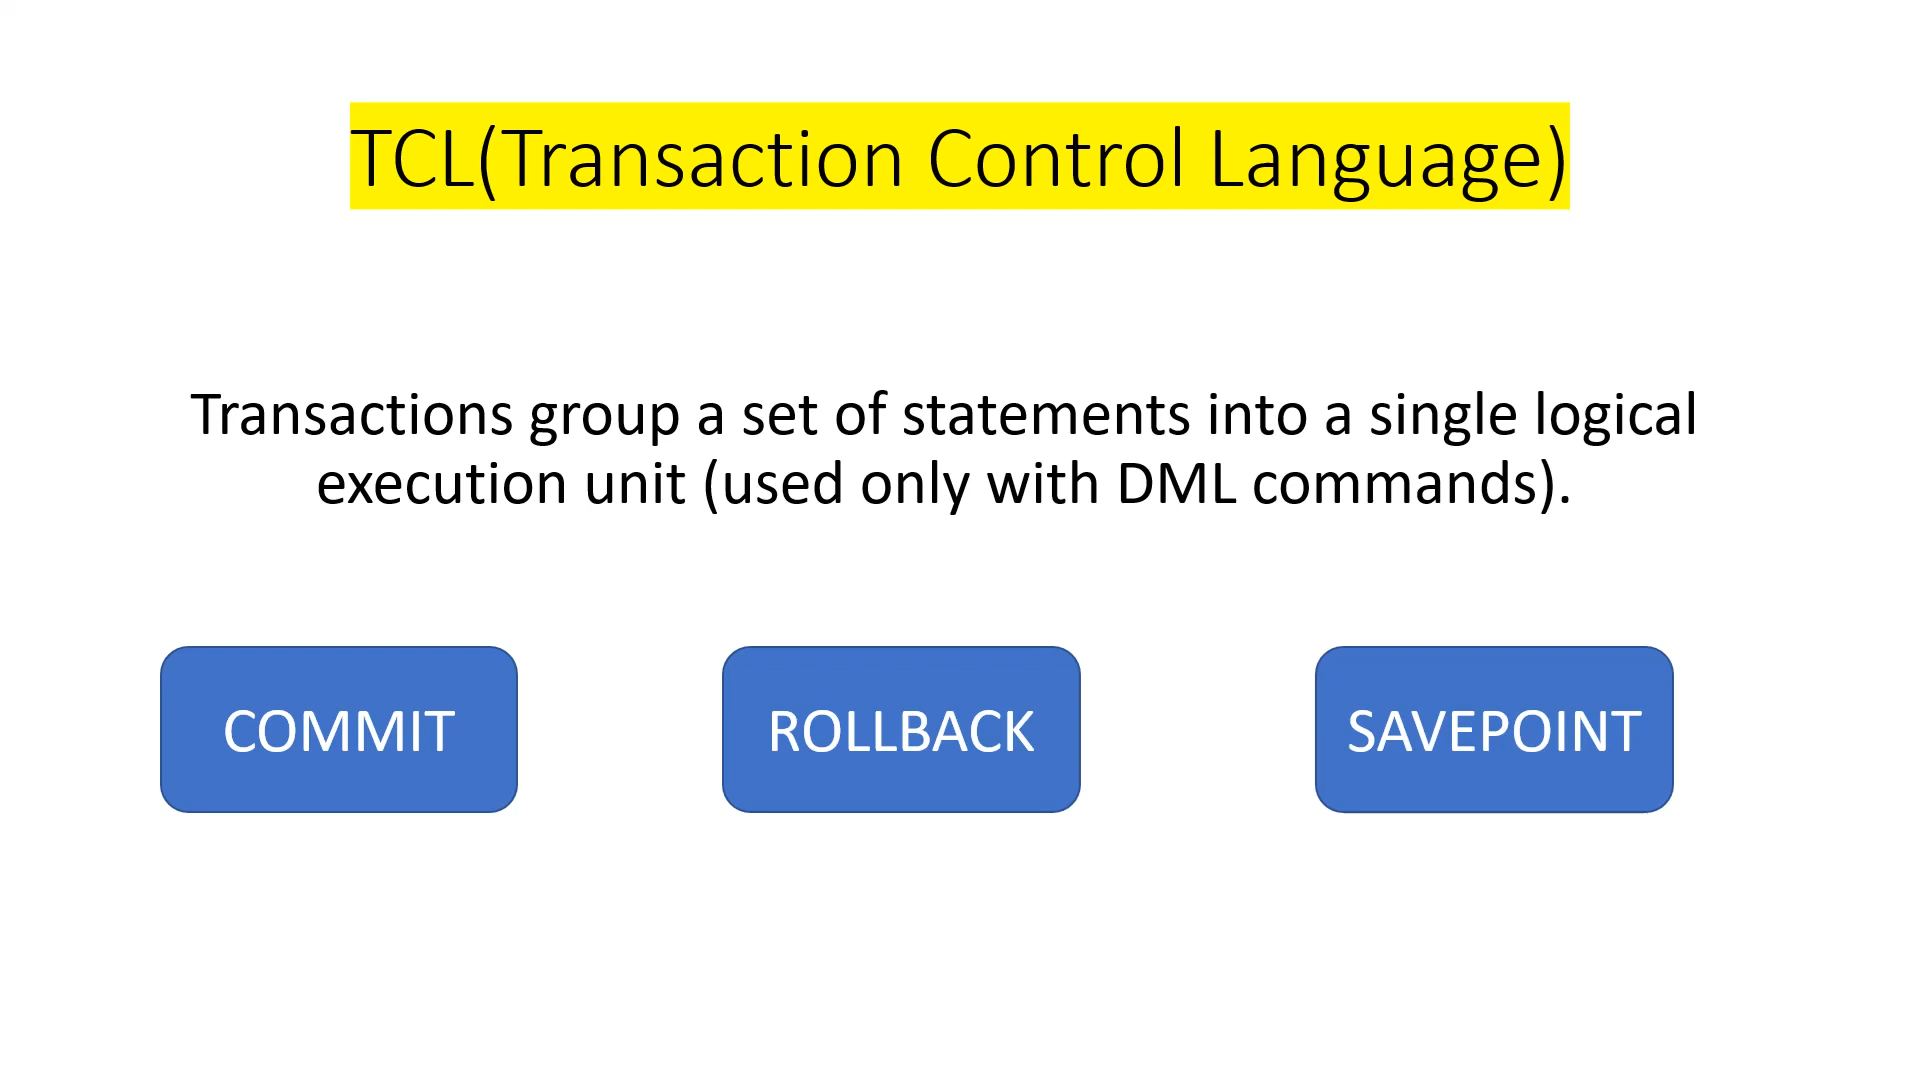 TCL(Transaction Control Language)
Transactions group a set of statements into a single logical
execution unit (used only with DML commands).
COMMIT
ROLLBACK
SAVEPOINT